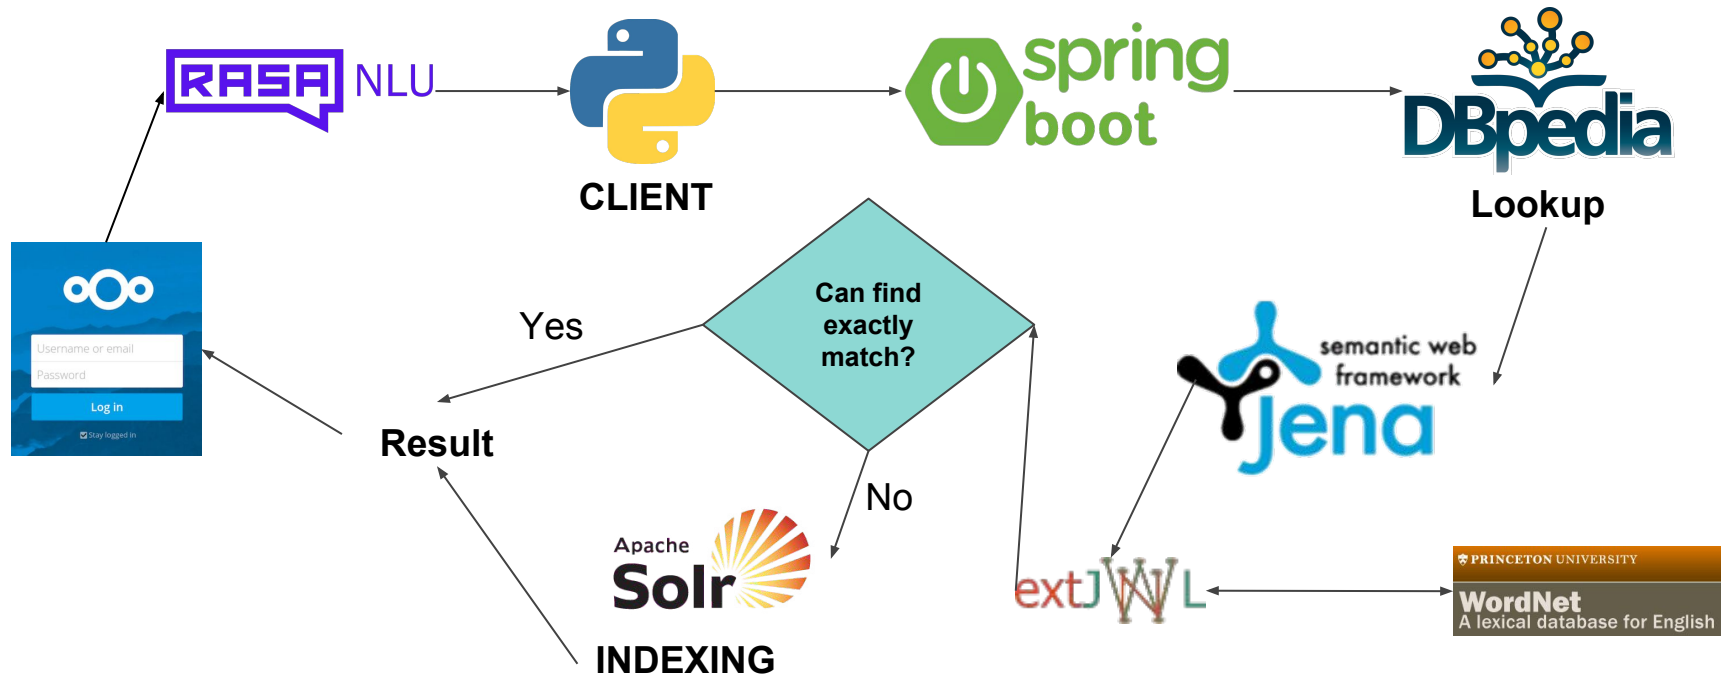 RASA NLU
CLIENT
spring
boot
DBpedia
Lookup
Username or email
Password
Log in
Stay logged in
Yes
Result
Can find
exactly
match?
No
semantic web
framework
jena
Apache
Solr
INDEXING
extJWNL
PRINCETON UNIVERSITY
WordNet
A lexical database for English